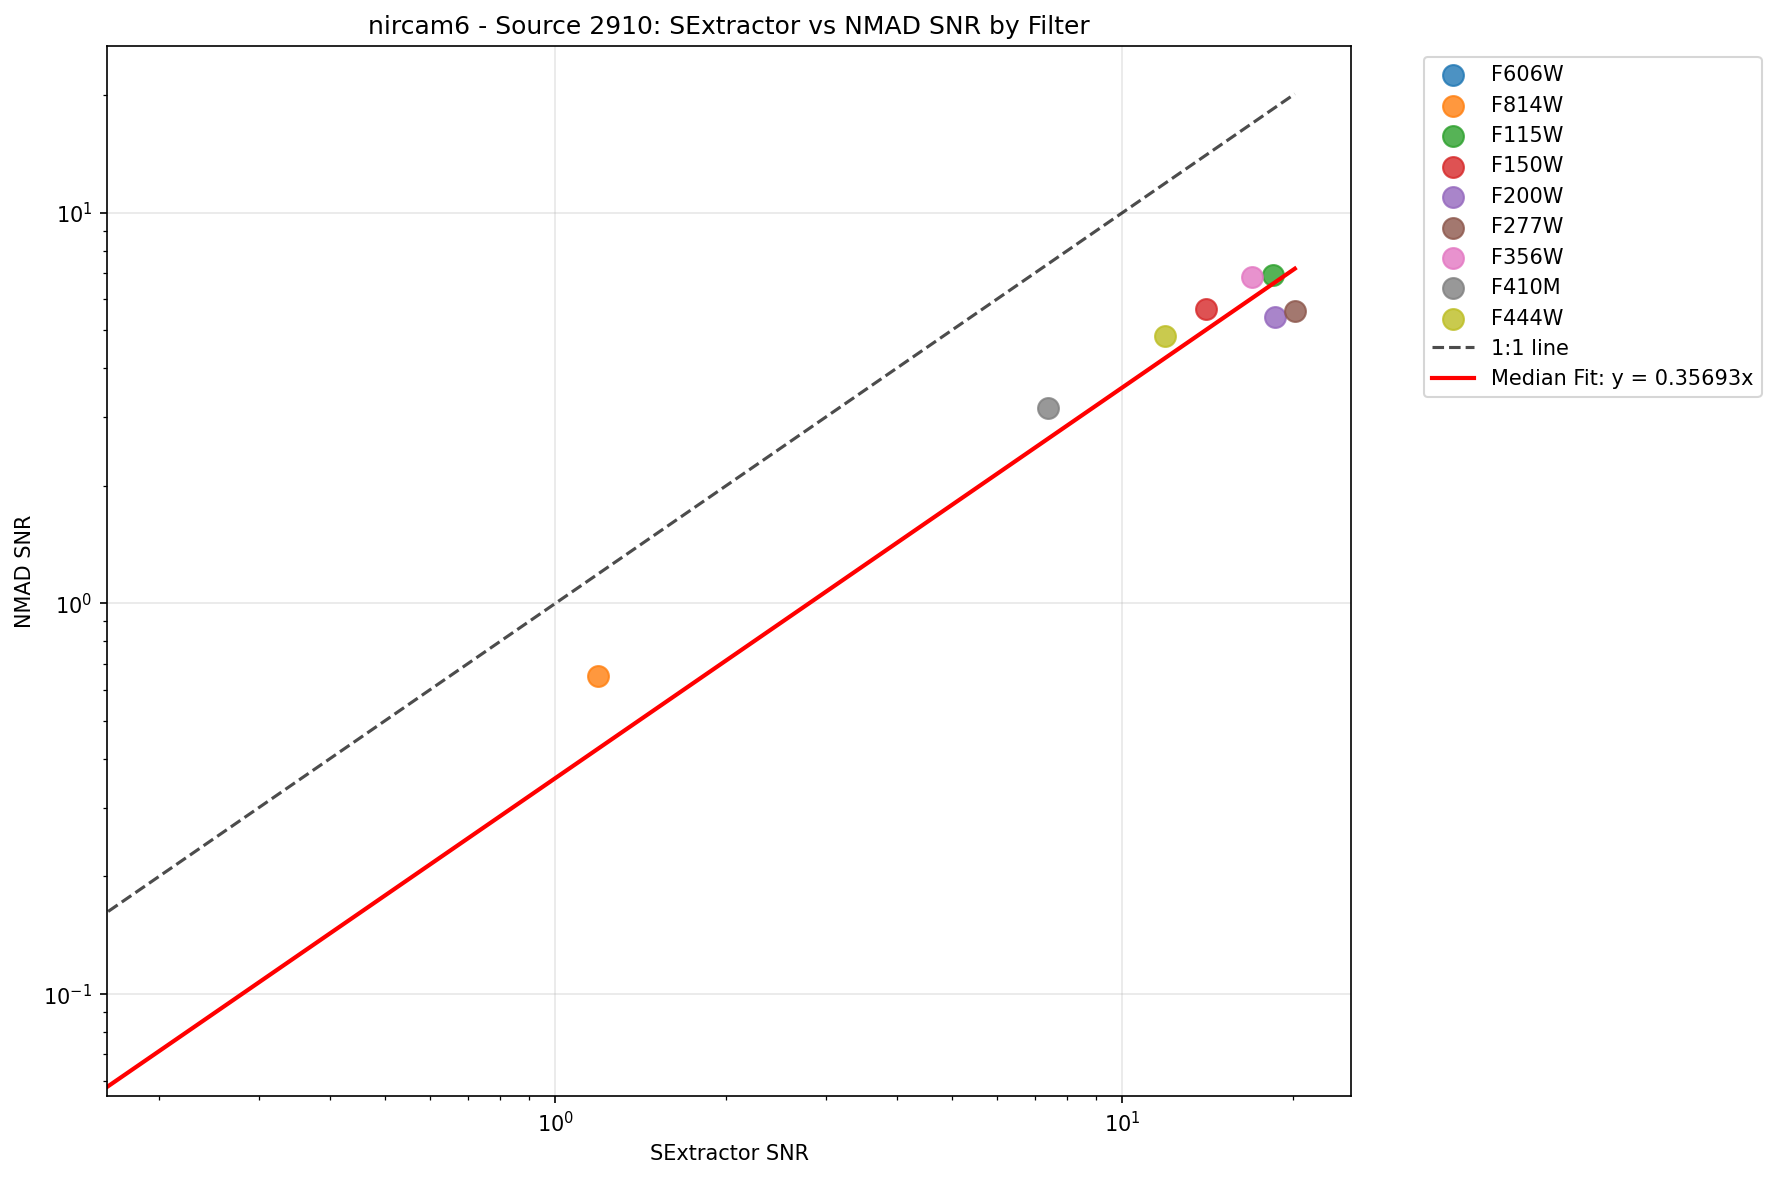 nircam6 - Source 2910: SExtractor vs NMAD SNR by Filter
NMAD SNR
10¹
10⁰
10⁻¹
10⁰
10¹
SExtractor SNR
F606W
F814W
F115W
F150W
F200W
F277W
F356W
F410M
F444W
1:1 line
Median Fit: y = 0.35693x